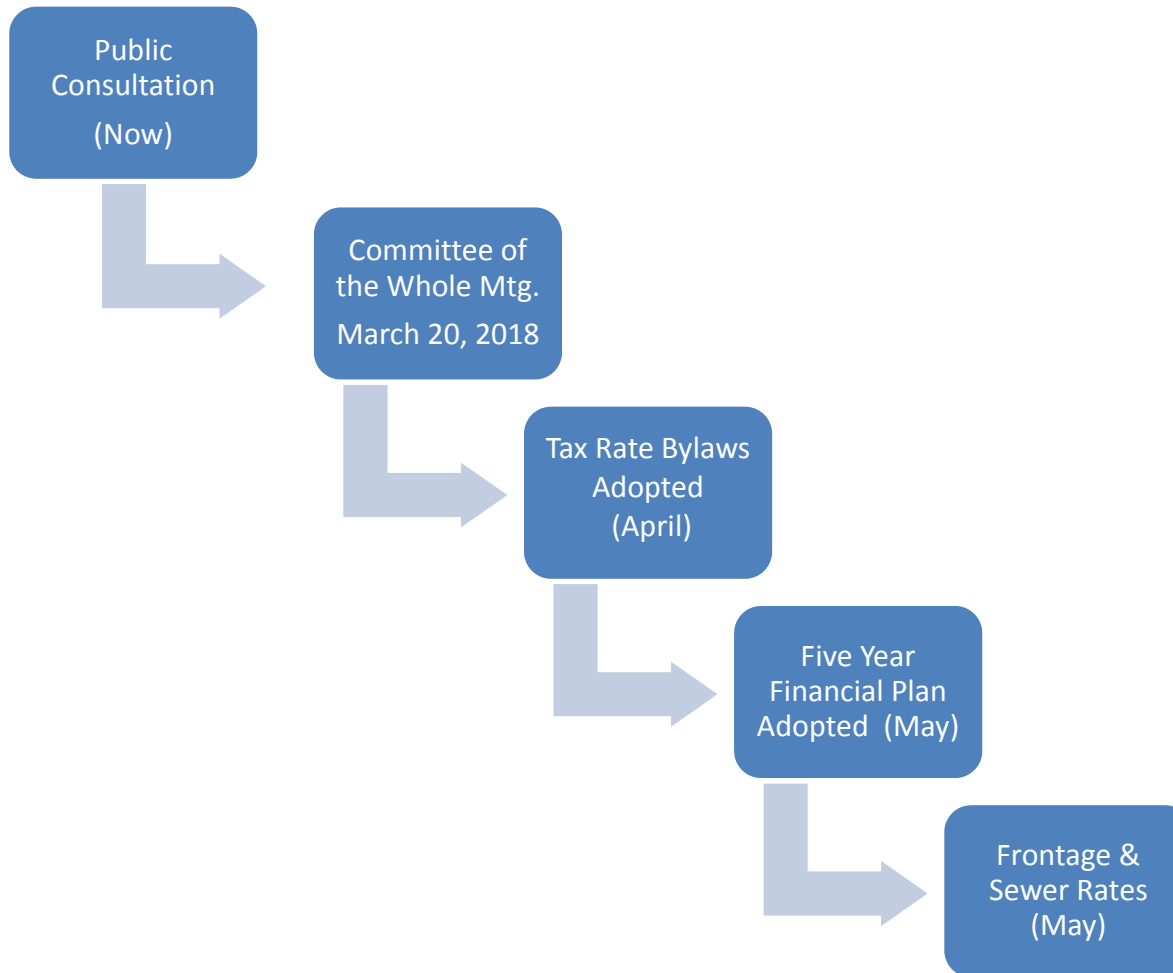 Public
Consultation
(Now)
Committee of
the Whole Mtg.
March 20, 2018
Tax Rate Bylaws
Adopted
(April)
Five Year
Financial Plan
Adopted (May)
Frontage &
Sewer Rates
(May)